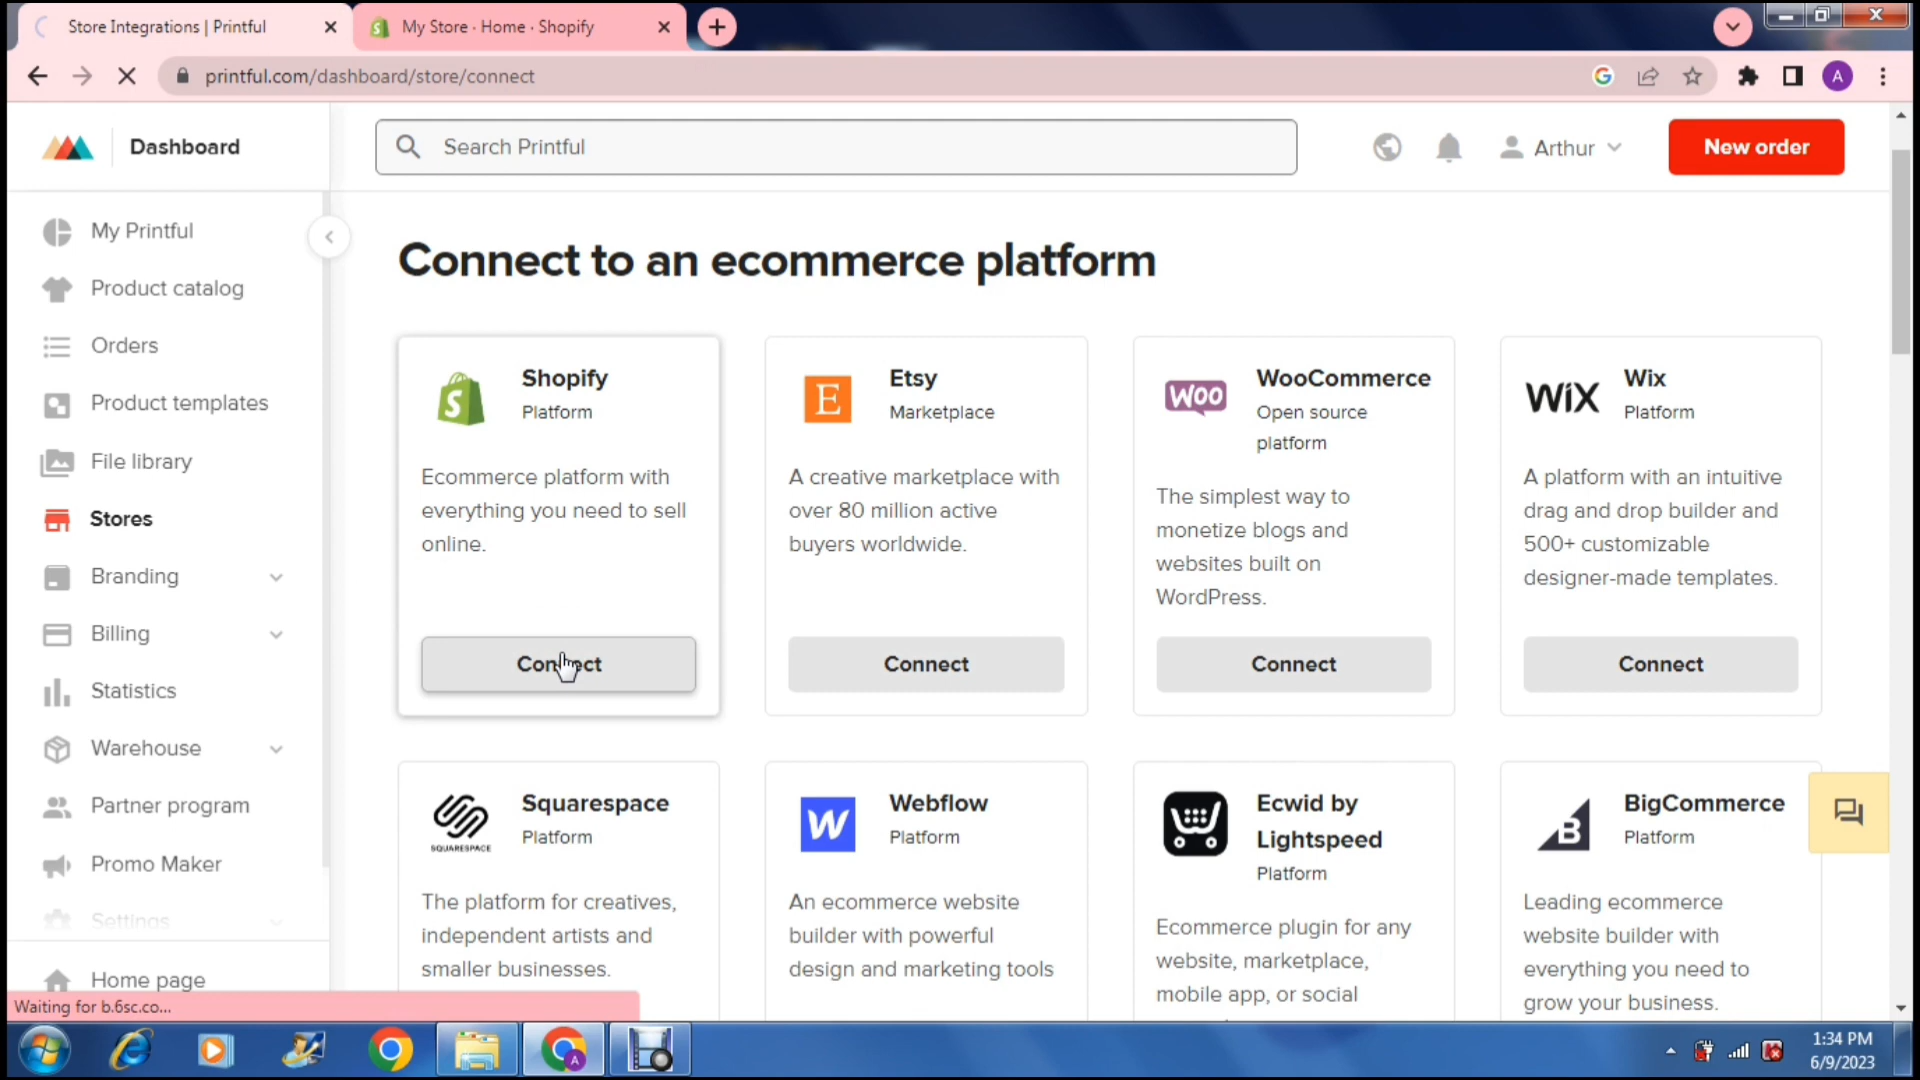 Store Integrations | Printful
My Store · Home · Shopify
printful.com/dashboard/store/connect
G
A
Dashboard
Search Printful
Arthur
New order
My Printful
Product catalog
Orders
Product templates
File library
Stores
Branding
Billing
Statistics
Warehouse
Partner program
Promo Maker
Settings
Home page
Connect to an ecommerce platform
S
Shopify
Platform
Ecommerce platform with
everything you need to sell
online.
Connect
E
Etsy
Marketplace
A creative marketplace with
over 80 million active
buyers worldwide.
Connect
WOO
WooCommerce
Open source
platform
The simplest way to
monetize blogs and
websites built on
WordPress.
Connect
WiX
Wix
Platform
A platform with an intuitive
drag and drop builder and
500+ customizable
designer-made templates.
Connect
SQUARESPACE
Squarespace
Platform
The platform for creatives,
independent artists and
smaller businesses.
W
Webflow
Platform
An ecommerce website
builder with powerful
design and marketing tools
Ecwid by
Lightspeed
Platform
Ecommerce plugin for any
website, marketplace,
mobile app, or social
B
BigCommerce
Platform
Leading ecommerce
website builder with
everything you need to
grow your business.
Waiting for b.6sc.co...
A
1:34 PM
6/9/2023